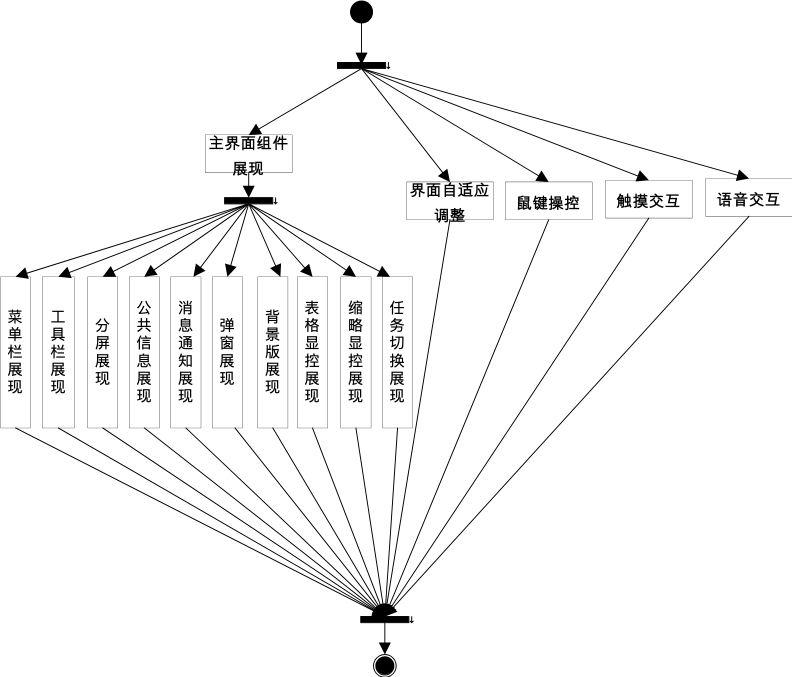 主界面组件
展现
界面自适应
调整
鼠键操控
触摸交互
语音交互
菜单栏展现
工具栏展现
分屏展现
公共信息展现
消息通知展现
弹窗展现
背景版展现
表格显控展现
缩略显控展现
任务切换展现